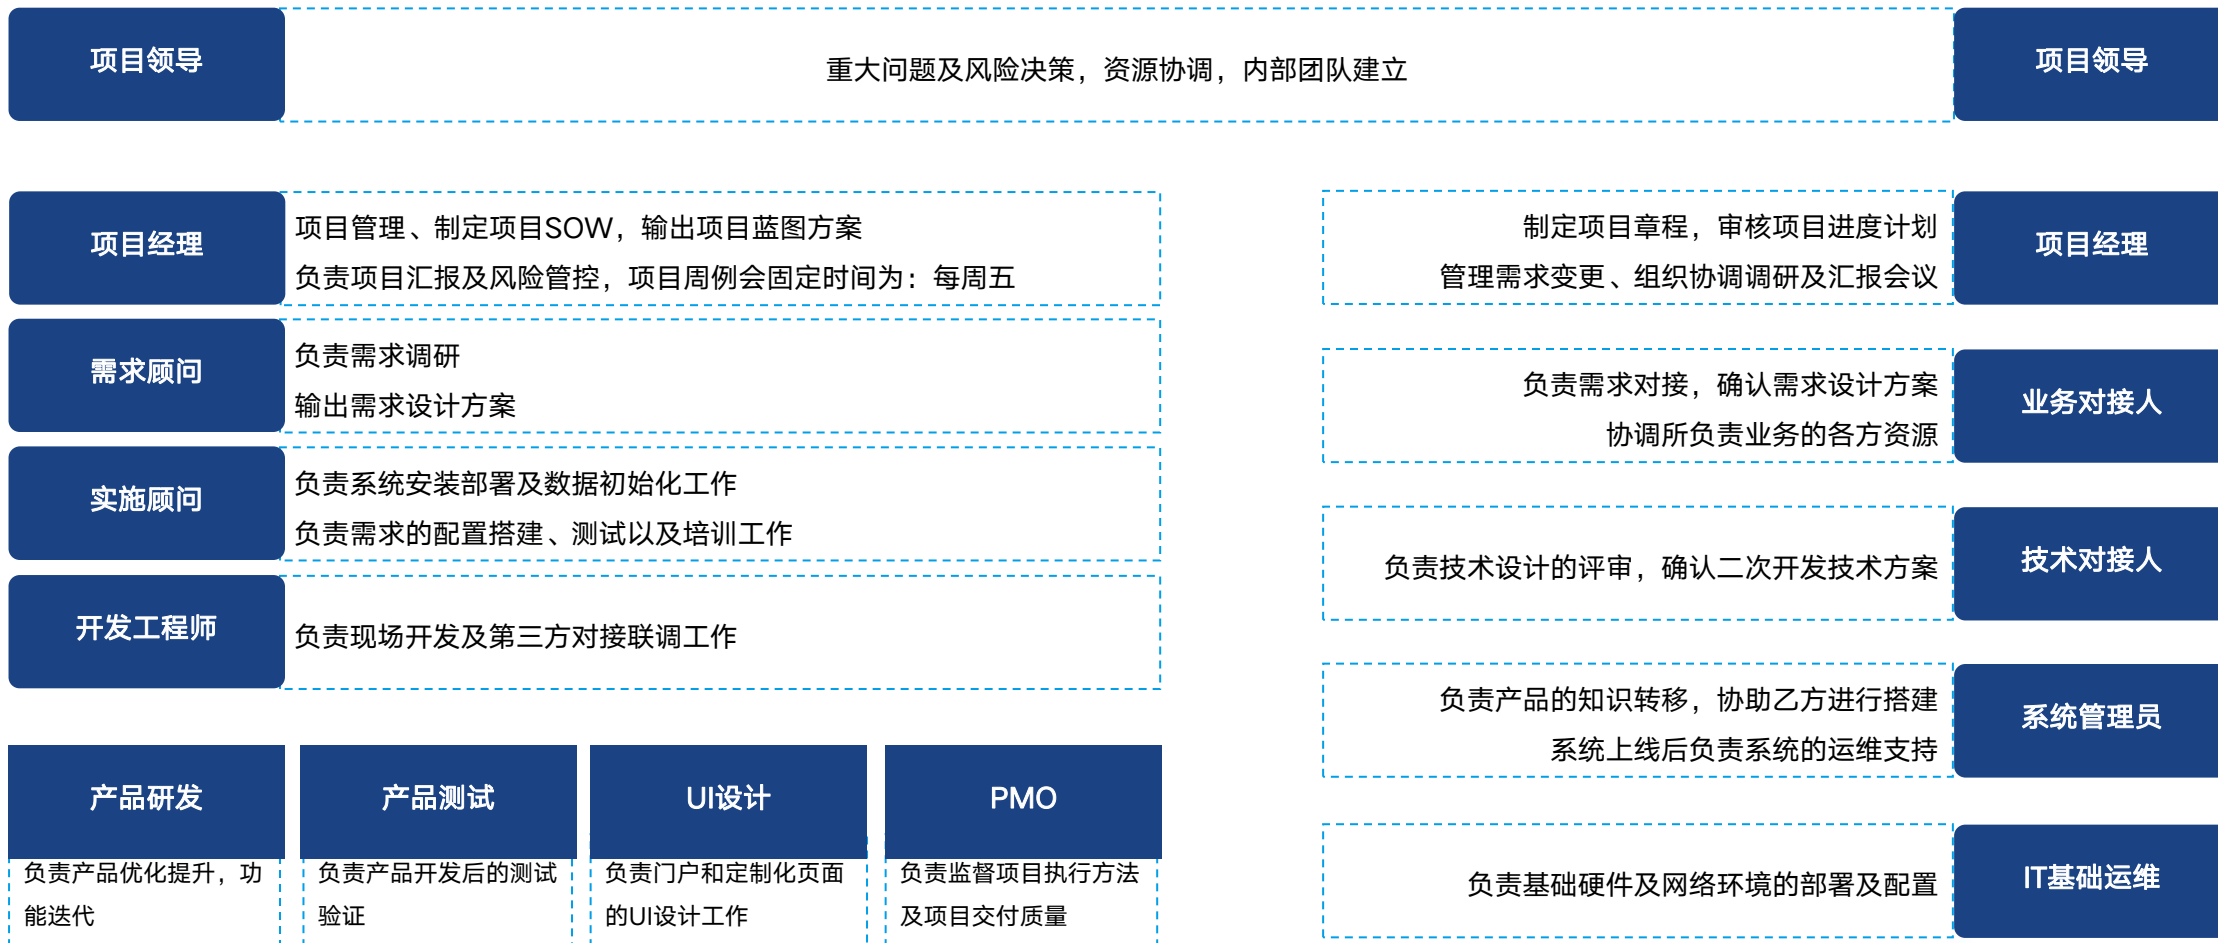 项目领导
重大问题及风险决策，资源协调，内部团队建立
项目领导
项目经理
项目管理、制定项目SOW，输出项目蓝图方案
负责项目汇报及风险管控，项目周例会固定时间为：每周五
需求顾问
负责需求调研
输出需求设计方案
实施顾问
负责系统安装部署及数据初始化工作
负责需求的配置搭建、测试以及培训工作
开发工程师
负责现场开发及第三方对接联调工作
产品研发
负责产品优化提升，功
能迭代
产品测试
负责产品开发后的测试
验证
UI设计
负责门户和定制化页面
的UI设计工作
PMO
负责监督项目执行方法
及项目交付质量
制定项目章程，审核项目进度计划
管理需求变更、组织协调调研及汇报会议
项目经理
负责需求对接，确认需求设计方案
协调所负责业务的各方资源
业务对接人
负责技术设计的评审，确认二次开发技术方案
技术对接人
负责产品的知识转移，协助乙方进行搭建
系统上线后负责系统的运维支持
系统管理员
负责基础硬件及网络环境的部署及配置
IT基础运维